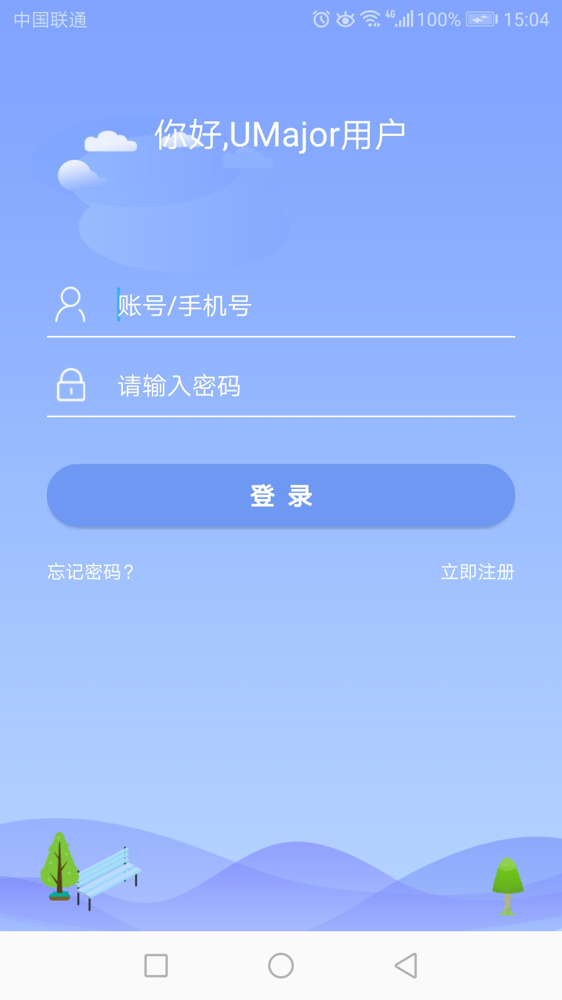 中国联通 4G 100% 15:04
你好,UMajor用户
账号/手机号
请输入密码
登 录
忘记密码? 立即注册